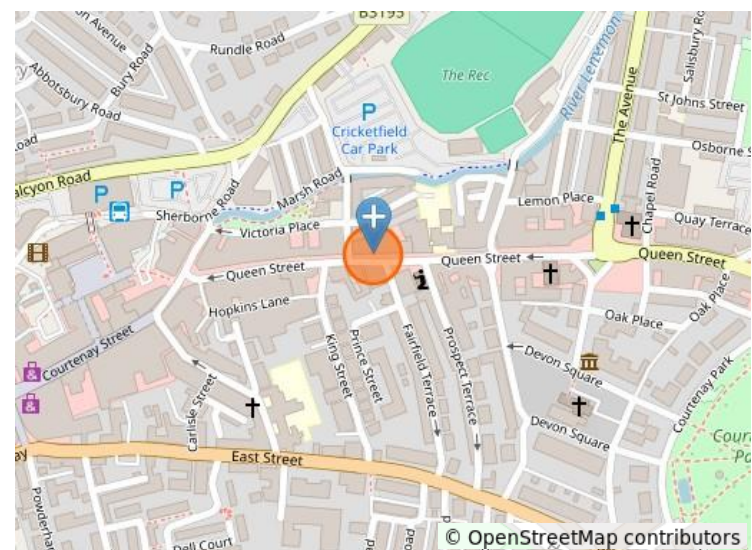 B3195
Avenue
Rundle Road
Bury Road
Abbotsbury Road
The Rec
River Lemmon
Salisbury
St Johns Street
P
Cricketfield
Car Park
The Avenue
Osborne
Road
Halcyon Road
P
P
Sherborne Road
Marsh Road
Lemon Place
Chapel Road
Quay Terrace
Victoria Place
Queen Street
Queen Street
Queen Street
Hopkins Lane
Oak Place
Oak Place
Courtenay Street
King Street
Prince Street
Fairfield Terrace
Prospect Terrace
Devon Square
Courtenay Park
Carlisle Street
Devon Square
East Street
Dell Court
© OpenStreetMap contributors